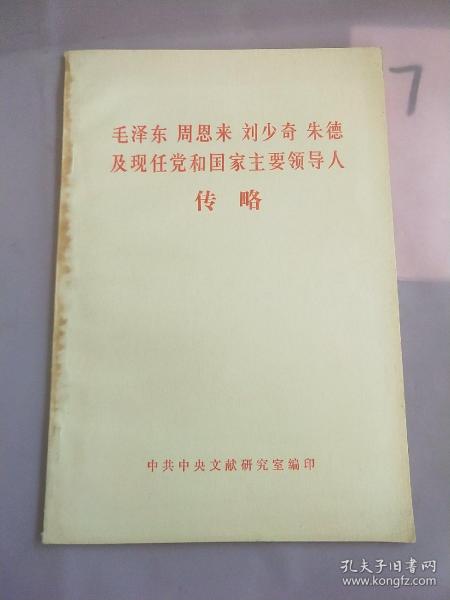 毛泽东 周恩来 刘少奇 朱德
及现任党和国家主要领导人
传略
中共中央文献研究室编印
7
孔夫子旧书网
www.kongfz.com